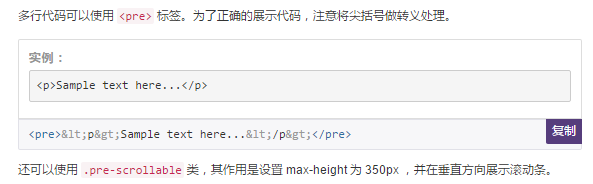 多行代码可以使用 <pre> 标签。为了正确的展示代码，注意将尖括号做转义处理。
实例：
<p>Sample text here...</p>
<pre>&lt;p&gt;Sample text here...&lt;/p&gt;</pre>
复制
还可以使用 .pre-scrollable 类，其作用是设置 max-height 为 350px ，并在垂直方向展示滚动条。